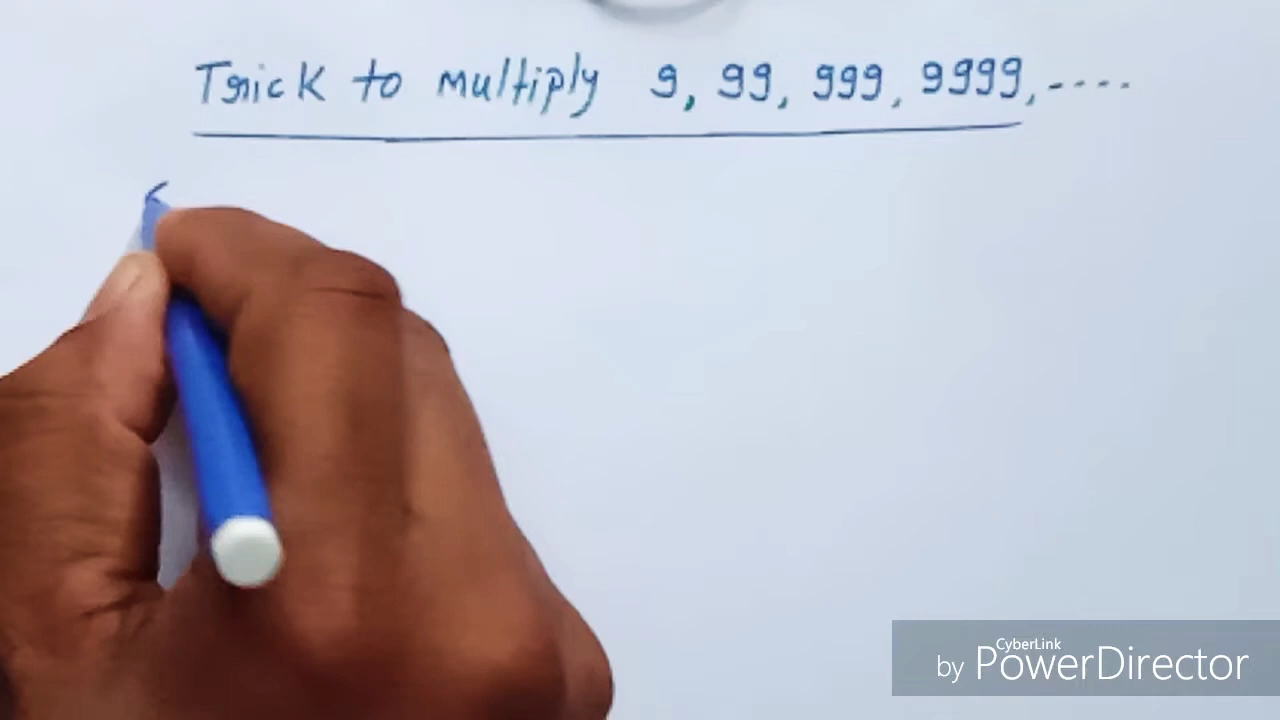 Trick to multiply 9, 99, 999, 9999, ----
CyberLink
by PowerDirector